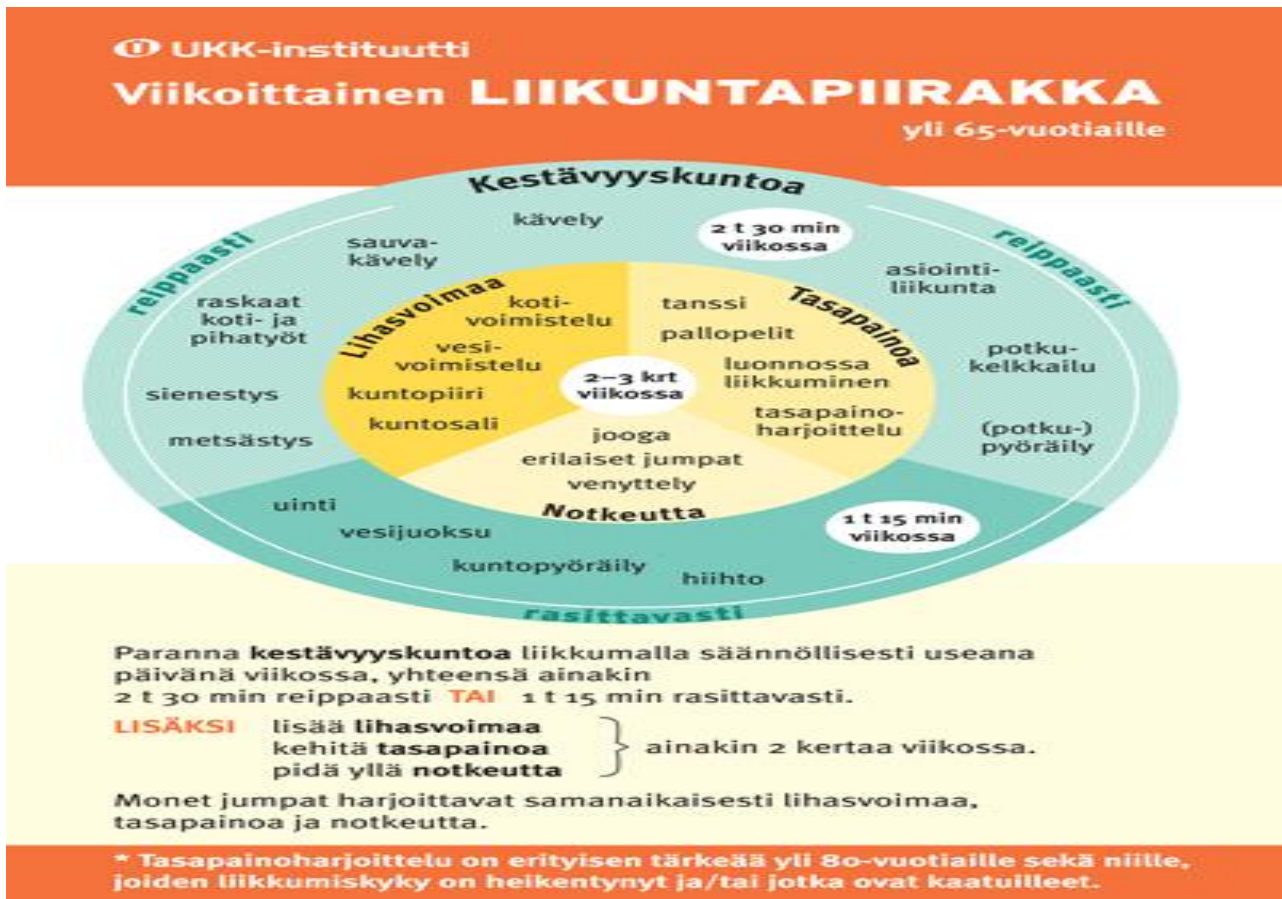 UKK-instituutti
Viikoittainen LIIKUNTAPIIRAKKA
yli 65-vuotiaille
Kestävyyskuntoa
reippaasti
reippaasti
kävely
2 t 30 min
viikossa
sauva-
kävely
asiointi-
liikunta
raskaat
koti- ja
pihatyöt
potku-
kelkkailu
sienestys
metsästys
(potku-)
pyöräily
Lihasvoimaa
koti-
voimistelu
vesi-
voimistelu
kuntopiiri
kuntosali
Tasapainoa
tanssi
pallopelit
luonnossa
liikkuminen
tasapaino-
harjoittelu
2–3 krt
viikossa
jooga
erilaiset jumpat
venyttely
Notkeutta
uinti
vesijuoksu
kuntopyöräily
hiihto
1 t 15 min
viikossa
rasittavasti
Paranna kestävyyskuntoa liikkumalla säännöllisesti useana
päivänä viikossa, yhteensä ainakin
2 t 30 min reippaasti TAI 1 t 15 min rasittavasti.
LISÄKSI lisää lihasvoimaa
kehitä tasapainoa
pidä yllä notkeutta
ainakin 2 kertaa viikossa.
Monet jumpat harjoittavat samanaikaisesti lihasvoimaa,
tasapainoa ja notkeutta.
* Tasapainoharjoittelu on erityisen tärkeää yli 80-vuotiaille sekä niille,
joiden liikkumiskyky on heikentynyt ja/tai jotka ovat kaatuilleet.